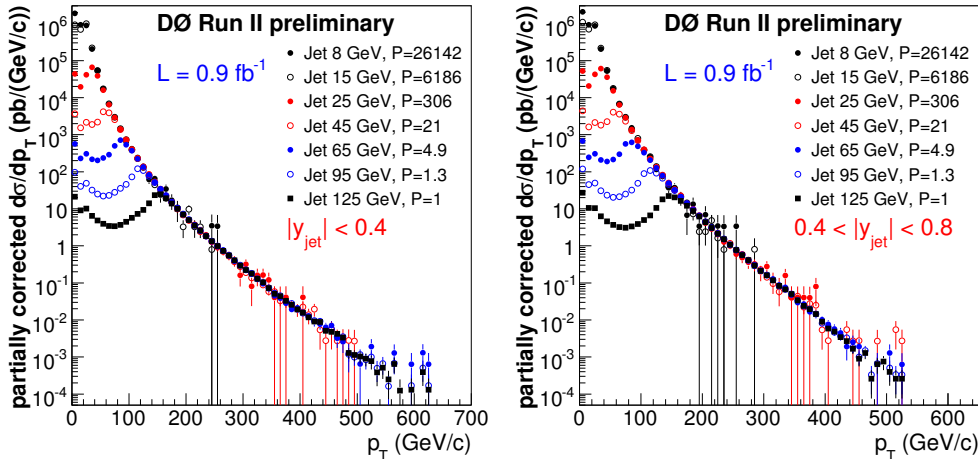 DØ Run II preliminary
L = 0.9 fb⁻¹
Jet 8 GeV, P=26142
Jet 15 GeV, P=6186
Jet 25 GeV, P=306
Jet 45 GeV, P=21
Jet 65 GeV, P=4.9
Jet 95 GeV, P=1.3
Jet 125 GeV, P=1
|y_jet| < 0.4
partially corrected dσ/dp_T (pb/(GeV/c)
10⁶
10⁵
10⁴
10³
10²
10
1
10⁻¹
10⁻²
10⁻³
10⁻⁴
0 100 200 300 400 500 600 700
p_T (GeV/c)
DØ Run II preliminary
L = 0.9 fb⁻¹
Jet 8 GeV, P=26142
Jet 15 GeV, P=6186
Jet 25 GeV, P=306
Jet 45 GeV, P=21
Jet 65 GeV, P=4.9
Jet 95 GeV, P=1.3
Jet 125 GeV, P=1
0.4 < |y_jet| < 0.8
partially corrected dσ/dp_T (pb/(GeV/c)
10⁶
10⁵
10⁴
10³
10²
10
1
10⁻¹
10⁻²
10⁻³
10⁻⁴
0 100 200 300 400 500 600
p_T (GeV/c)